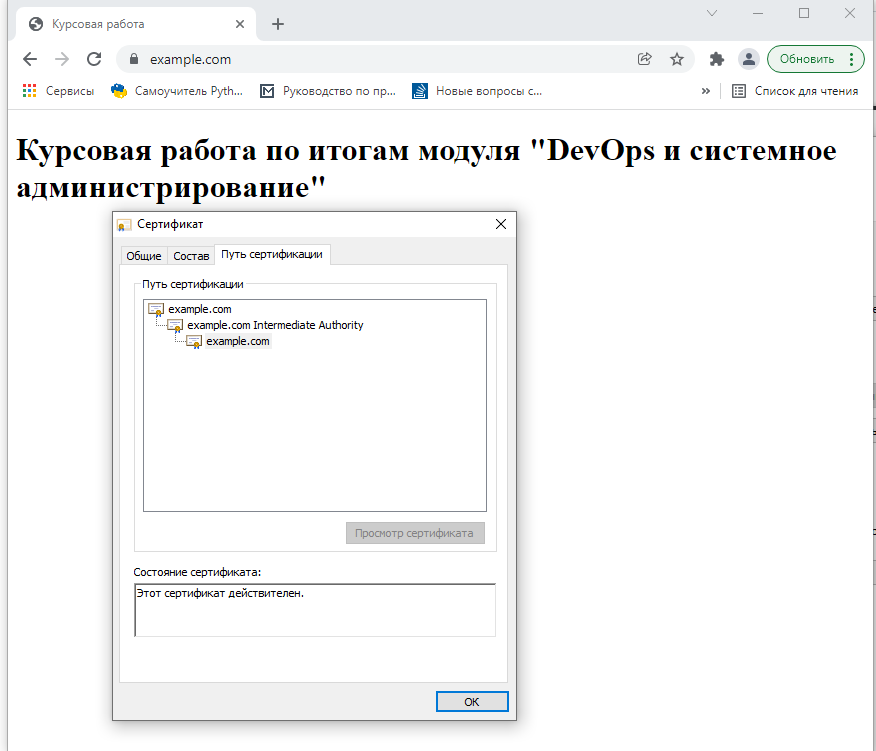 Курсовая работа
example.com
Обновить
Сервисы
Самоучитель Pyth...
Руководство по пр...
Новые вопросы с...
»
Список для чтения
Курсовая работа по итогам модуля "DevOps и системное
администрирование"
Сертификат
Общие
Состав
Путь сертификации
Путь сертификации
example.com
example.com Intermediate Authority
example.com
Просмотр сертификата
Состояние сертификата:
Этот сертификат действителен.
ОК